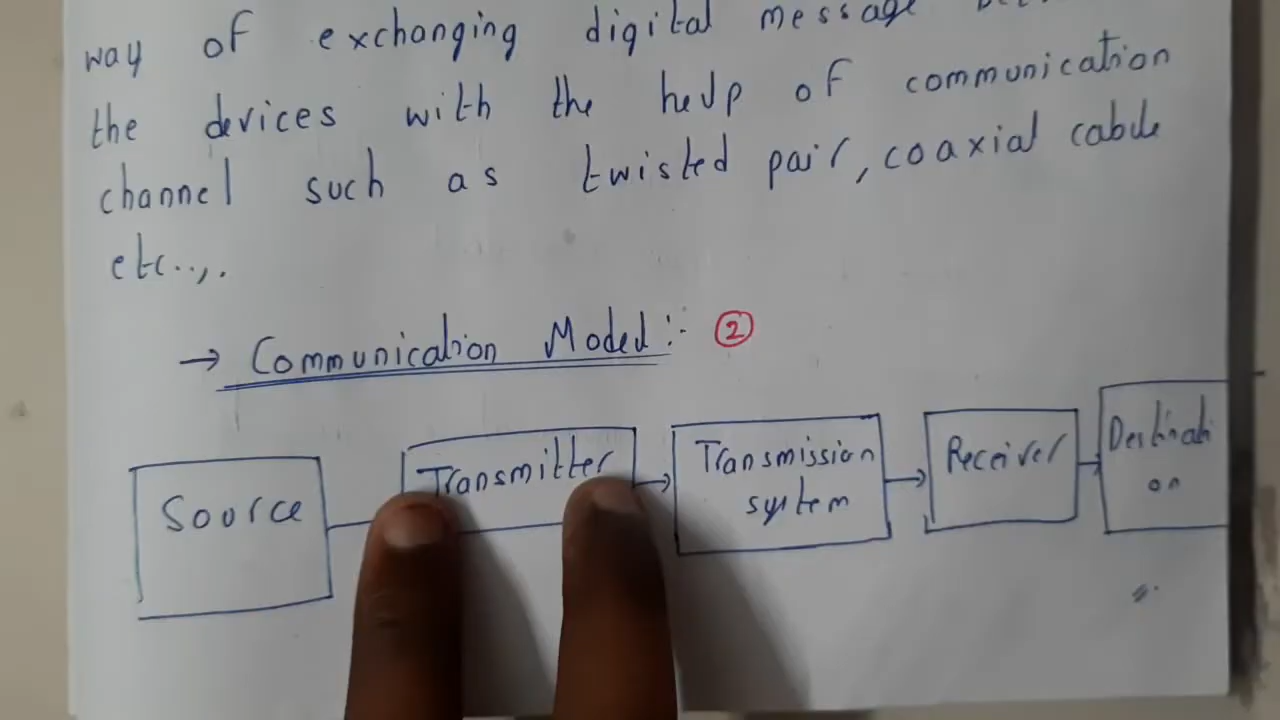 way of exchanging digital message
the devices with the help of communication
channel such as twisted pair, coaxial cable
etc..,.
→ Communication Model:- ②
Source
Transmitter
Transmission
system
Receiver
Destinati
on